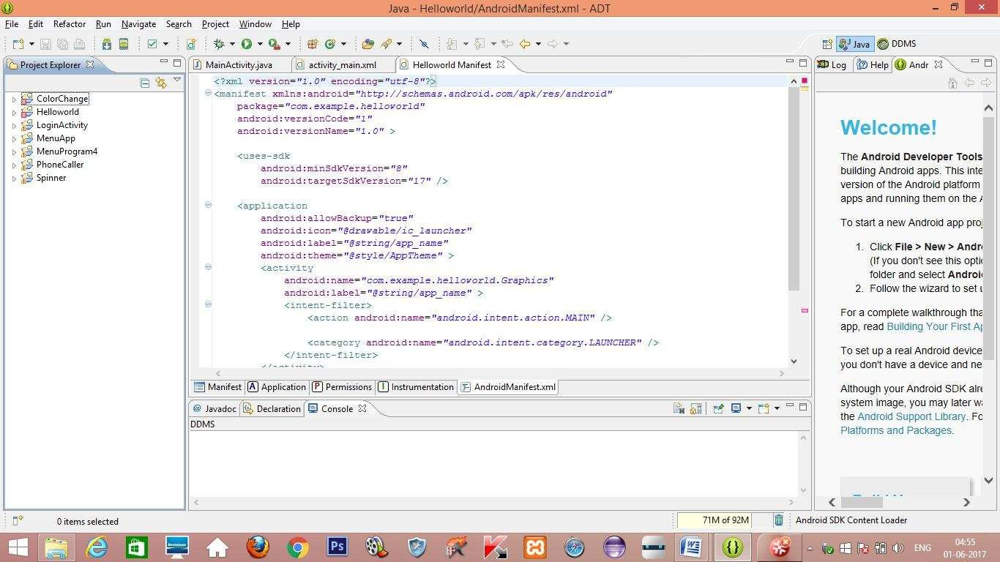 Java - Helloworld/AndroidManifest.xml - ADT
File Edit Refactor Run Navigate Search Project Window Help
Java DDMS
Project Explorer
ColorChange
Helloworld
LoginActivity
MenuApp
MenuProgram4
PhoneCaller
Spinner
MainActivity.java activity_main.xml Helloworld Manifest
<?xml version="1.0" encoding="utf-8"?>
<manifest xmlns:android="http://schemas.android.com/apk/res/android"
package="com.example.helloworld"
android:versionCode="1"
android:versionName="1.0" >
<uses-sdk
android:minSdkVersion="8"
android:targetSdkVersion="17" />
<application
android:allowBackup="true"
android:icon="@drawable/ic_launcher"
android:label="@string/app_name"
android:theme="@style/AppTheme" >
<activity
android:name="com.example.helloworld.Graphics"
android:label="@string/app_name" >
<intent-filter>
<action android:name="android.intent.action.MAIN" />
<category android:name="android.intent.category.LAUNCHER" />
</intent-filter>
</activity>
Manifest A Application P Permissions I Instrumentation AndroidManifest.xml
@ Javadoc Declaration Console
DDMS
Log Help Andr
Welcome!
The Android Developer Tools
building Android apps. This inte
version of the Android platform
apps and running them on the A
To start a new Android app proj
1. Click File > New > Andro
(If you don't see this optio
folder and select Android
2. Follow the wizard to set u
For a complete walkthrough tha
app, read Building Your First Ap
To set up a real Android device
you don't have a device and ne
Although your Android SDK alre
system image, you may later wa
the Android Support Library. Fo
Platforms and Packages.
0 items selected
71M of 92M
Android SDK Content Loader
lenovo
Ps
W
ENG
04:55
01-06-2017